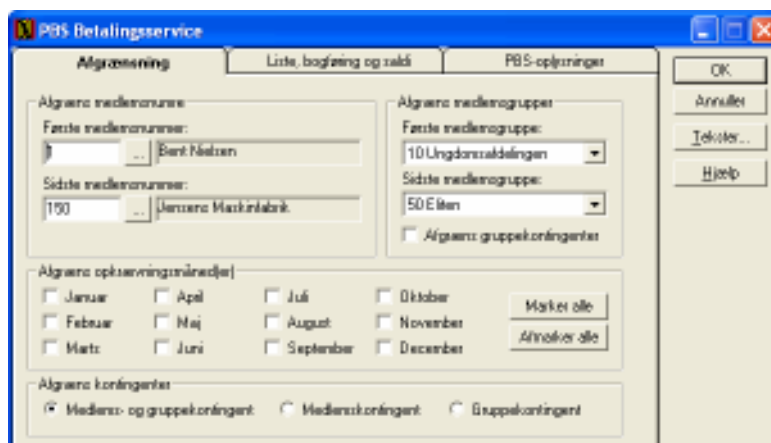 PBS Betalingsservice
Afgrænsning Liste, bogføring og saldi PBS-oplysninger
OK
Annuller
Tekster...
Hjælp
Afgræns medlemsnumre Afgræns medlemsgrupper
Første medlemsnummer: Første medlemsgruppe:
1 ... Bent Nielsen 10 Ungdomsafdelingen
Sidste medlemsnummer: Sidste medlemsgruppe:
150 ... Jensens Maskinfabrik 50 Eliten
Afgræns gruppekontingenter
Afgræns opkrævningsmåned(er)
Januar April Juli Oktober Marker alle
Februar Maj August November Afmarker alle
Marts Juni September December
Afgræns kontingenter
Medlems- og gruppekontingent Medlemskontingent Gruppekontingent